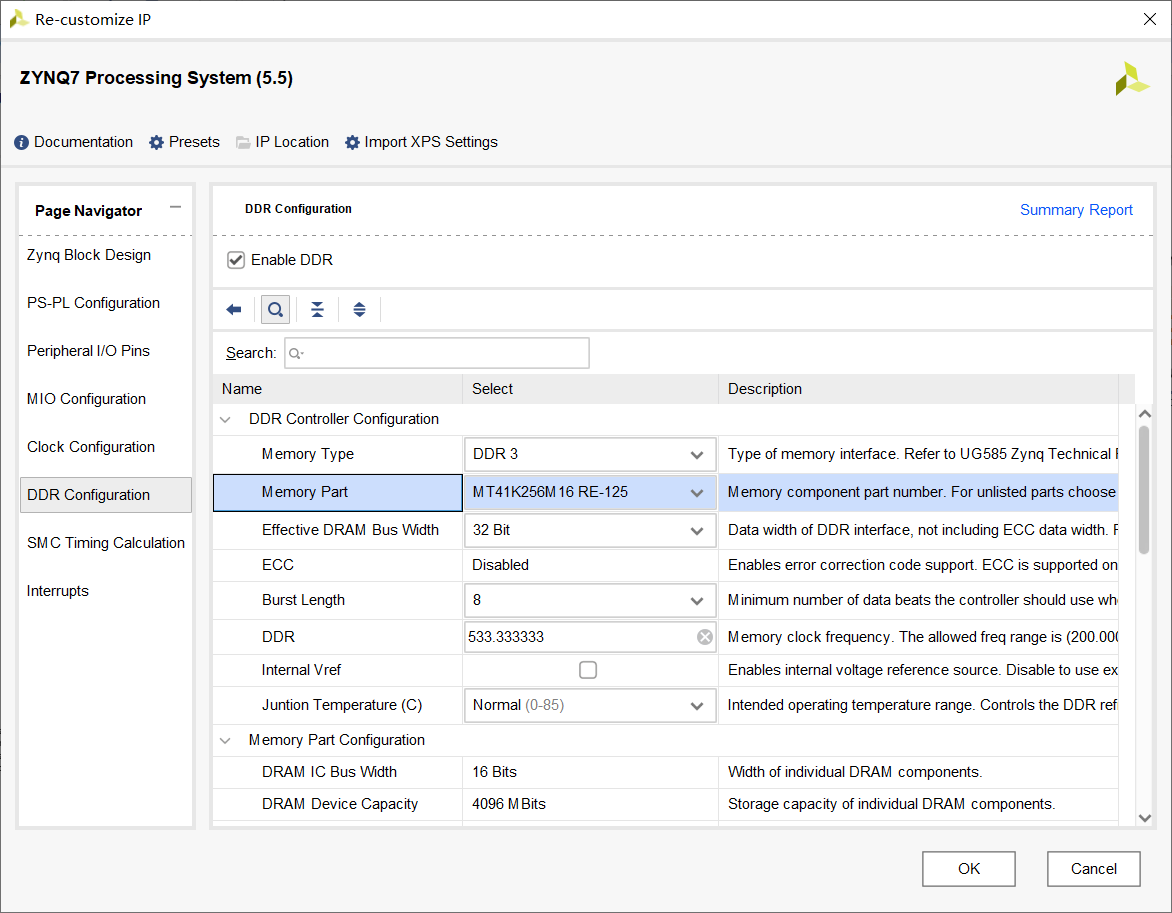 Re-customize IP
ZYNQ7 Processing System (5.5)
Documentation Presets IP Location Import XPS Settings
Page Navigator
Zynq Block Design
PS-PL Configuration
Peripheral I/O Pins
MIO Configuration
Clock Configuration
DDR Configuration
SMC Timing Calculation
Interrupts
DDR Configuration Summary Report
Enable DDR
Search:
Name Select Description
DDR Controller Configuration
Memory Type DDR 3 Type of memory interface. Refer to UG585 Zynq Technical
Memory Part MT41K256M16 RE-125 Memory component part number. For unlisted parts choose
Effective DRAM Bus Width 32 Bit Data width of DDR interface, not including ECC data width.
ECC Disabled Enables error correction code support. ECC is supported on
Burst Length 8 Minimum number of data beats the controller should use
DDR 533.333333 Memory clock frequency. The allowed freq range is (200.000
Internal Vref Enables internal voltage reference source. Disable to use ex
Juntion Temperature (C) Normal (0-85) Intended operating temperature range. Controls the DDR ref
Memory Part Configuration
DRAM IC Bus Width 16 Bits Width of individual DRAM components.
DRAM Device Capacity 4096 MBits Storage capacity of individual DRAM components.
OK Cancel